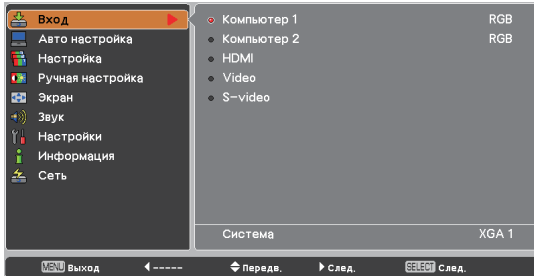 Вход
Авто настройка
Настройка
Ручная настройка
Экран
Звук
Настройки
Информация
Сеть
Компьютер 1 RGB
Компьютер 2 RGB
HDMI
Video
S-video
Система XGA 1
MENU Выход ----- Передв. След. SELECT След.